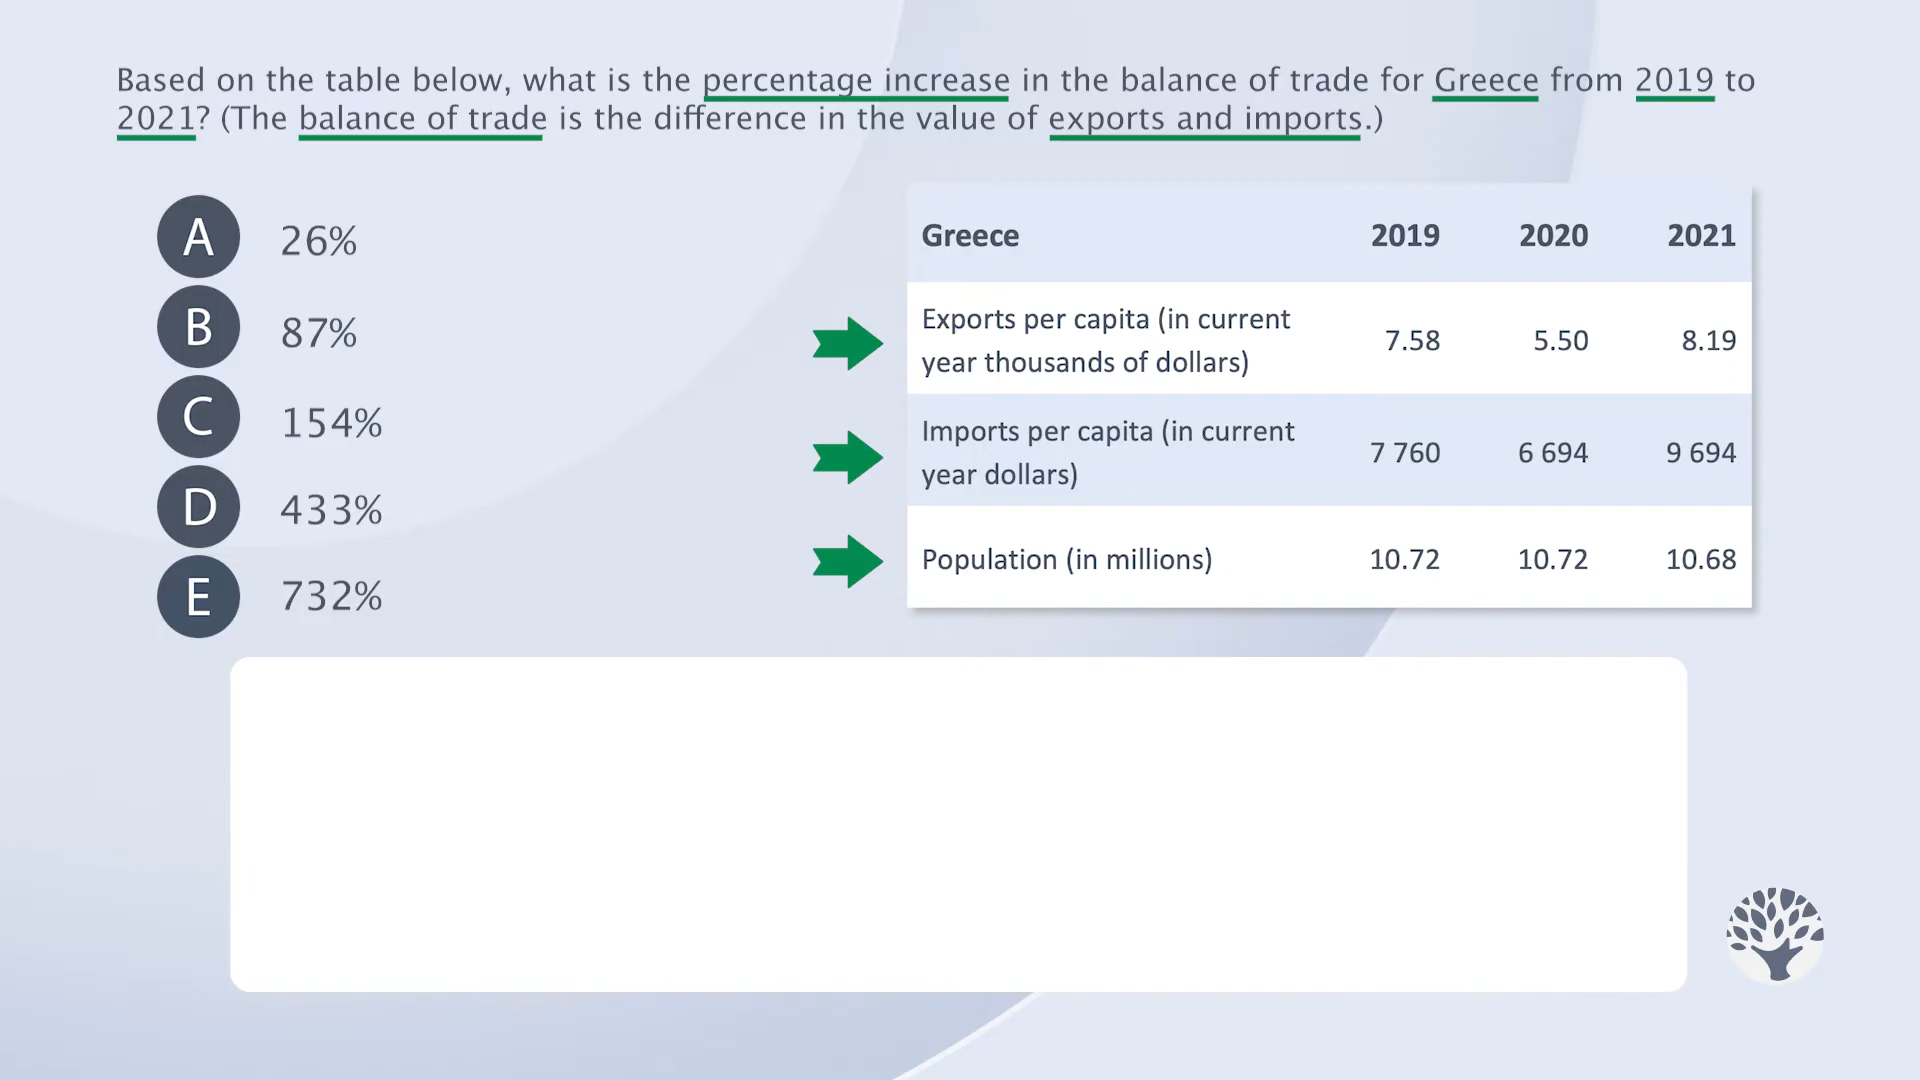 Based on the table below, what is the percentage increase in the balance of trade for Greece from 2019 to
2021? (The balance of trade is the difference in the value of exports and imports.)
A 26%
B 87%
C 154%
D 433%
E 732%
Greece 2019 2020 2021
Exports per capita (in current
year thousands of dollars) 7.58 5.50 8.19
Imports per capita (in current
year dollars) 7 760 6 694 9 694
Population (in millions) 10.72 10.72 10.68